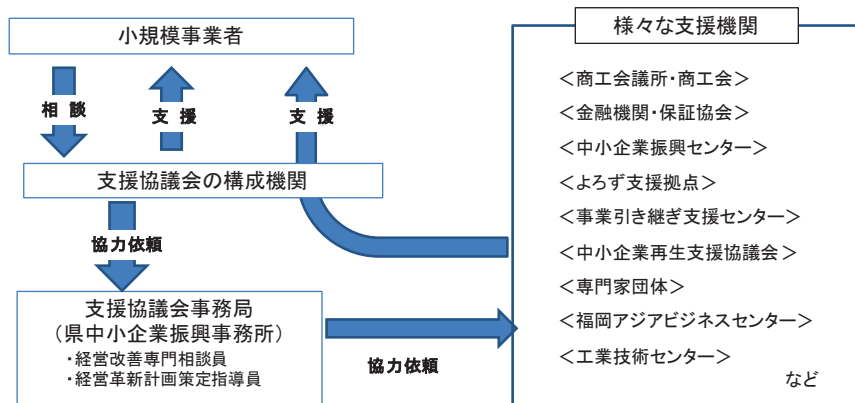 小規模事業者
相 談
支 援
支 援
支援協議会の構成機関
協力依頼
支援協議会事務局
(県中小企業振興事務所)
・経営改善専門相談員
・経営革新計画策定指導員
協力依頼
様々な支援機関
<商工会議所・商工会>
<金融機関・保証協会>
<中小企業振興センター>
<よろず支援拠点>
<事業引き継ぎ支援センター>
<中小企業再生支援協議会>
<専門家団体>
<福岡アジアビジネスセンター>
<工業技術センター>
など